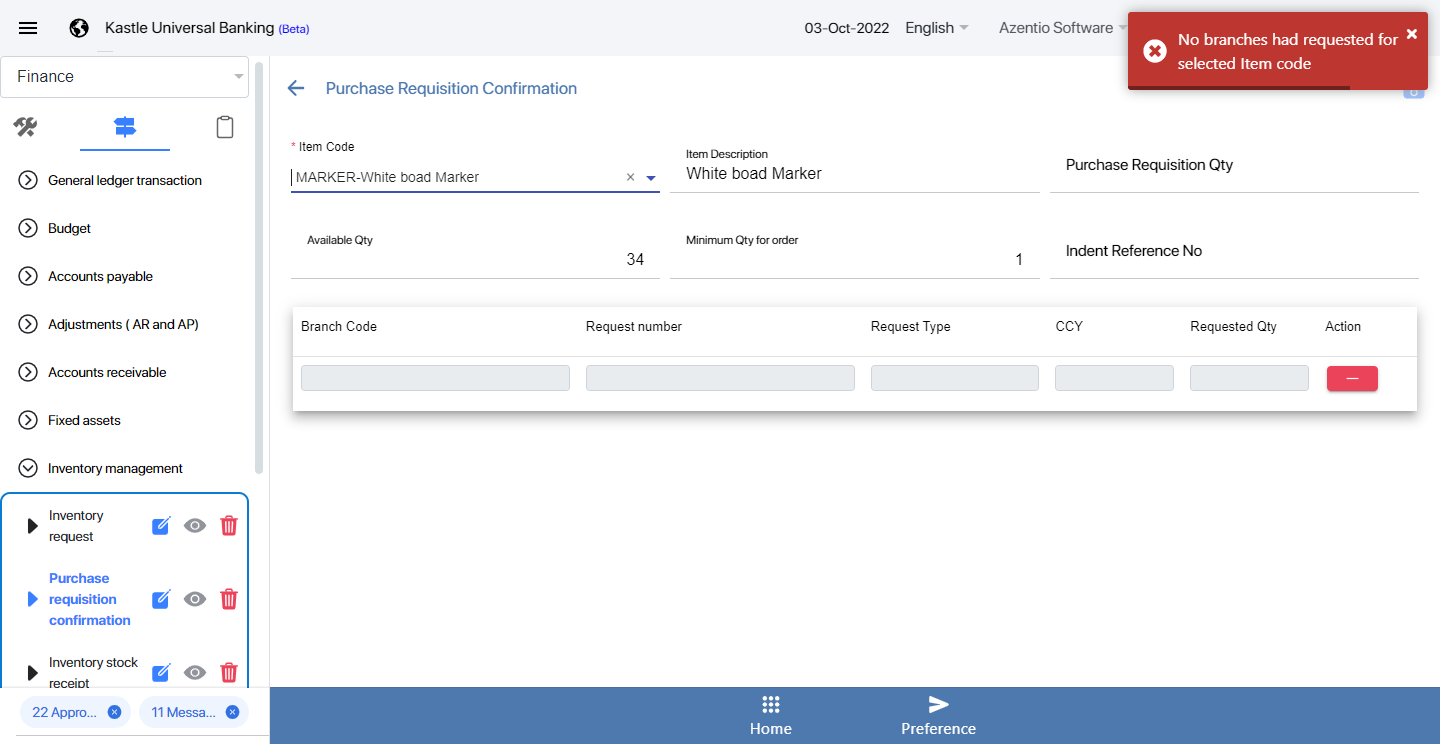 Kastle Universal Banking (Beta)
03-Oct-2022
English
Azentio Software
No branches had requested for
selected Item code
Finance
General ledger transaction
Budget
Accounts payable
Adjustments ( AR and AP)
Accounts receivable
Fixed assets
Inventory management
Inventory
request
Purchase
requisition
confirmation
Inventory stock
receipt
22 Appro...
11 Messa...
Purchase Requisition Confirmation
* Item Code
MARKER-White boad Marker
Item Description
White boad Marker
Purchase Requisition Qty
Available Qty
34
Minimum Qty for order
1
Indent Reference No
Branch Code
Request number
Request Type
CCY
Requested Qty
Action
Home
Preference